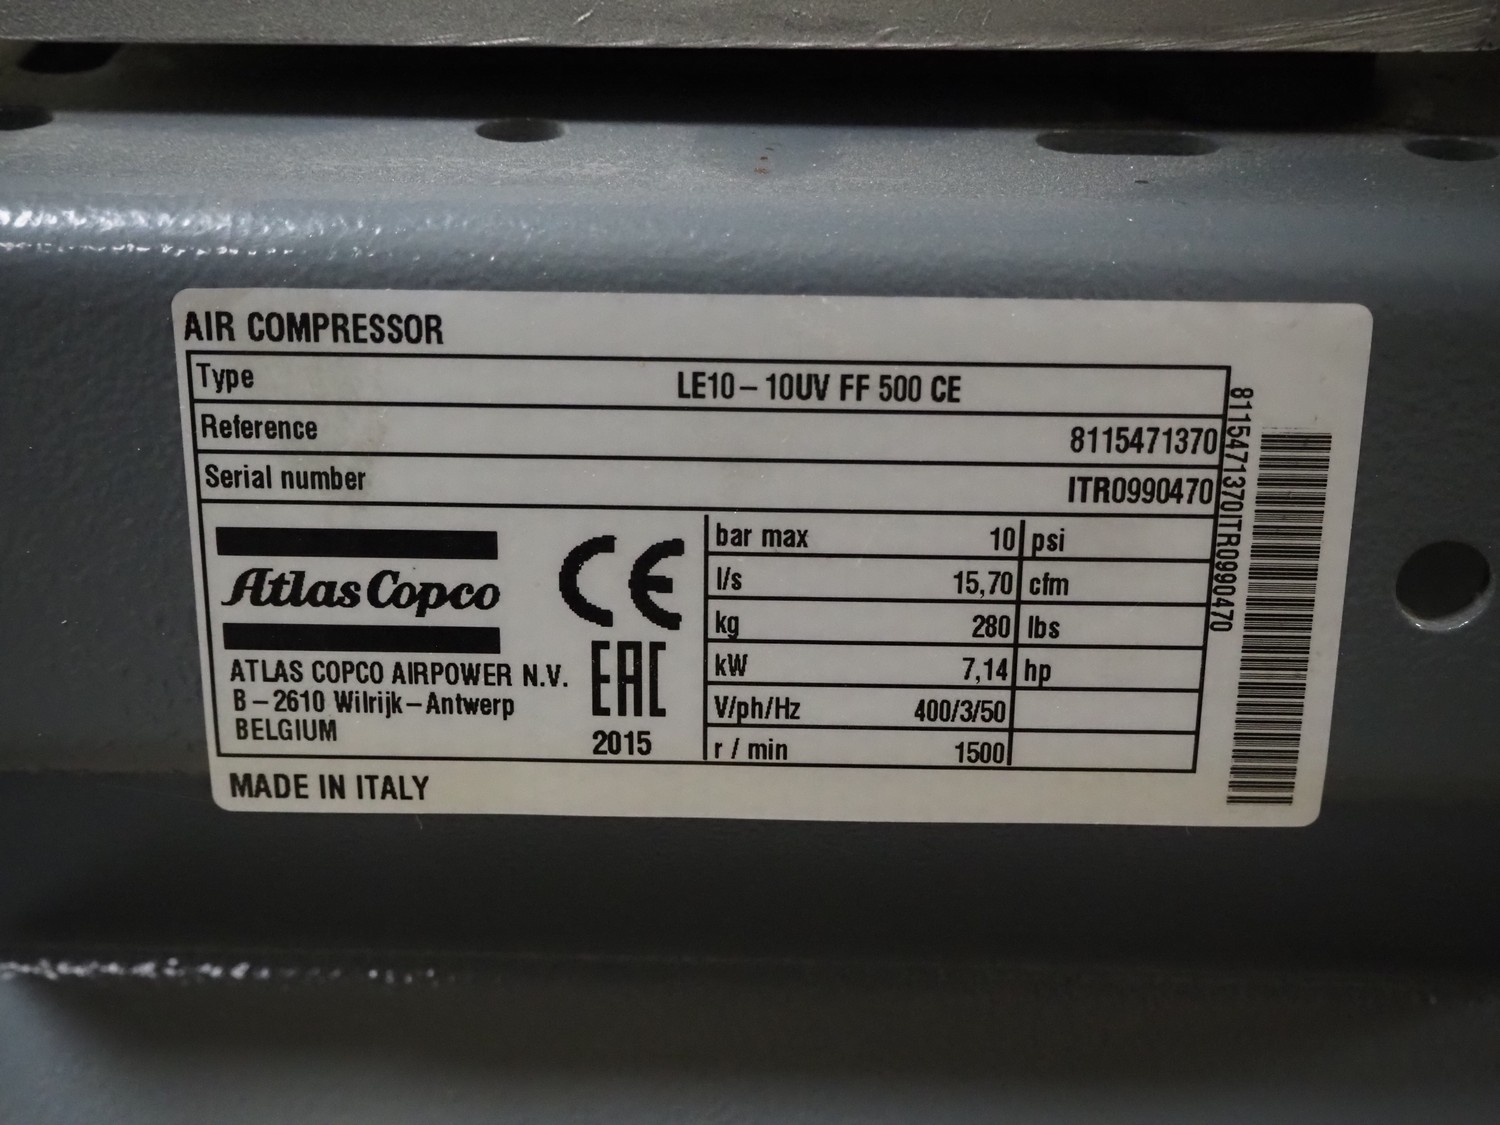 AIR COMPRESSOR
Type LE10-10UV FF 500 CE
Reference 8115471370
Serial number ITR0990470
8115471370ITR0990470
Atlas Copco
CE
EAC
ATLAS COPCO AIRPOWER N.V.
B-2610 Wilrijk-Antwerp
BELGIUM
2015
bar max 10 psi
l/s 15,70 cfm
kg 280 lbs
kW 7,14 hp
V/ph/Hz 400/3/50
r / min 1500
MADE IN ITALY